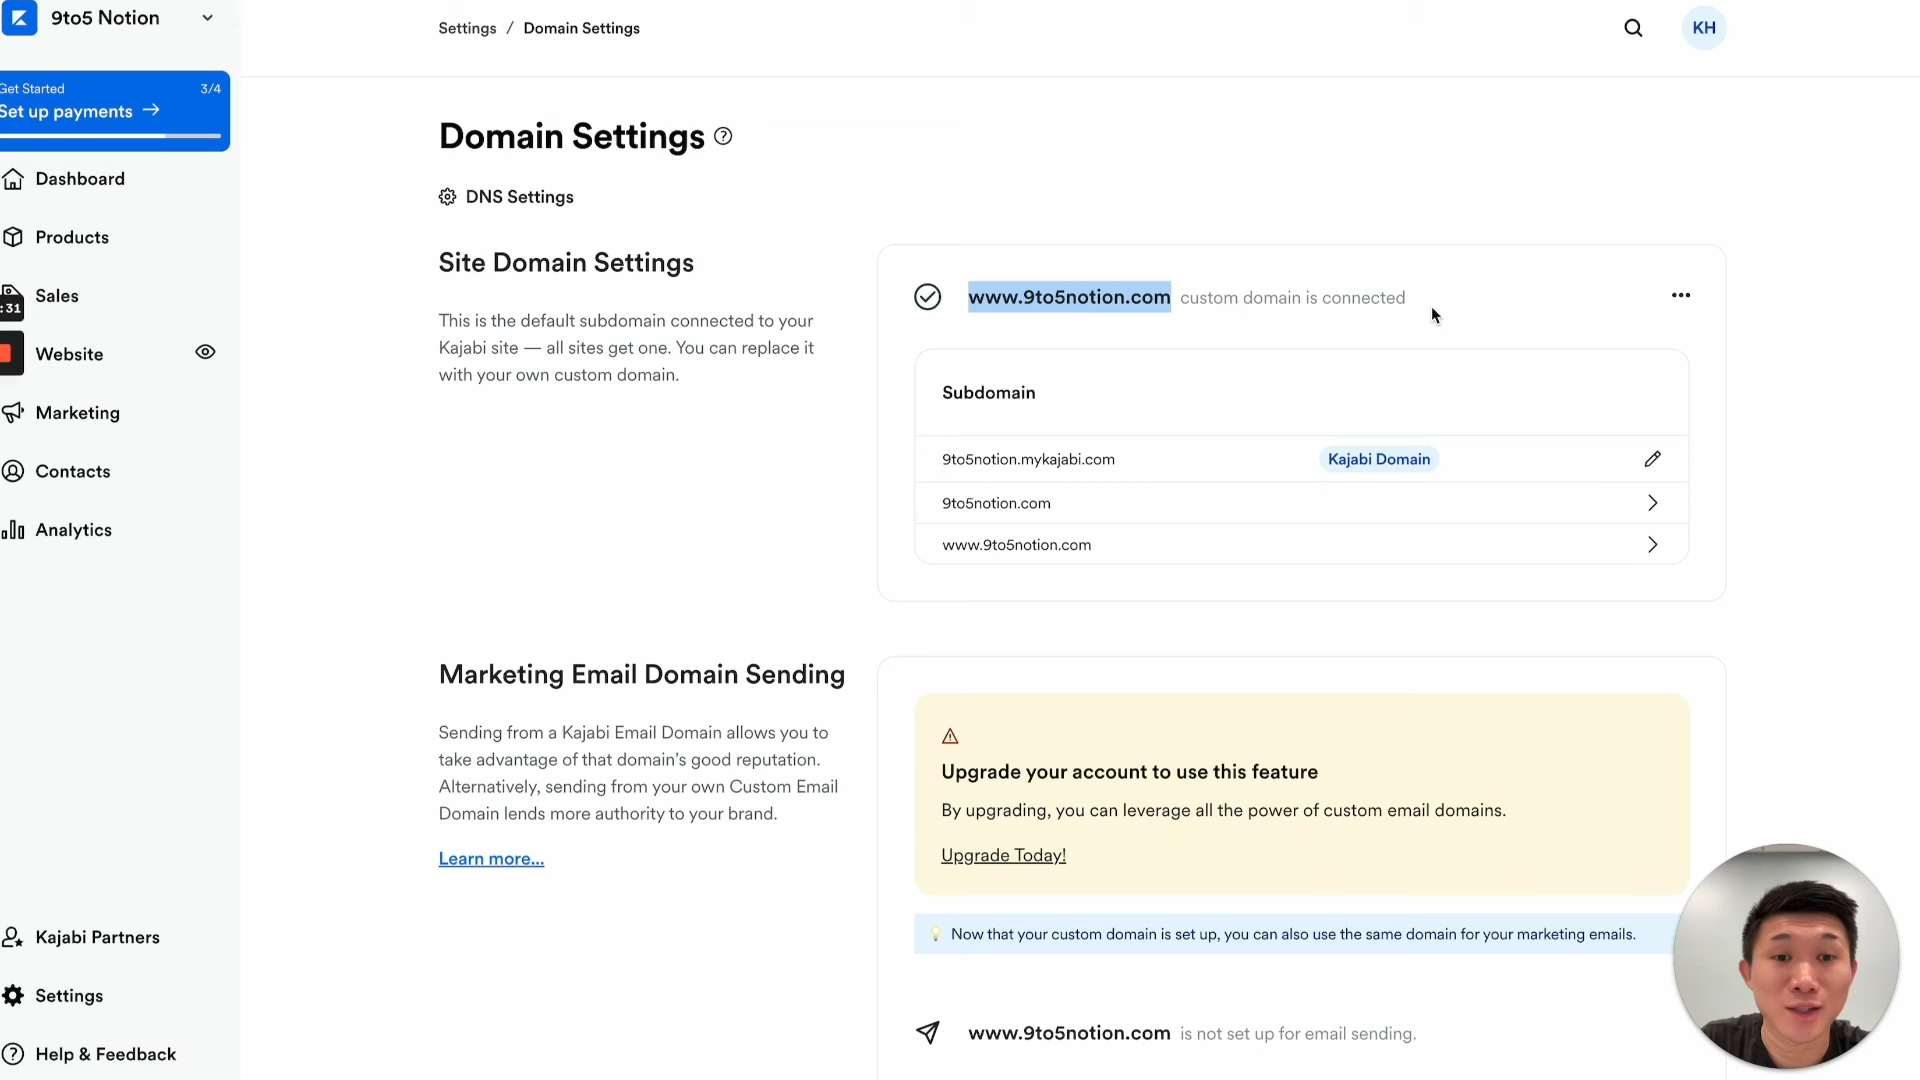 9to5 Notion
Settings / Domain Settings
KH
Get Started 3/4
Set up payments
Dashboard
Products
Sales
:31
Website
Marketing
Contacts
Analytics
Kajabi Partners
Settings
Help & Feedback
Domain Settings
DNS Settings
Site Domain Settings
This is the default subdomain connected to your
Kajabi site — all sites get one. You can replace it
with your own custom domain.
www.9to5notion.com custom domain is connected
Subdomain
9to5notion.mykajabi.com Kajabi Domain
9to5notion.com
www.9to5notion.com
Marketing Email Domain Sending
Sending from a Kajabi Email Domain allows you to
take advantage of that domain's good reputation.
Alternatively, sending from your own Custom Email
Domain lends more authority to your brand.
Learn more...
Upgrade your account to use this feature
By upgrading, you can leverage all the power of custom email domains.
Upgrade Today!
Now that your custom domain is set up, you can also use the same domain for your marketing emails.
www.9to5notion.com is not set up for email sending.